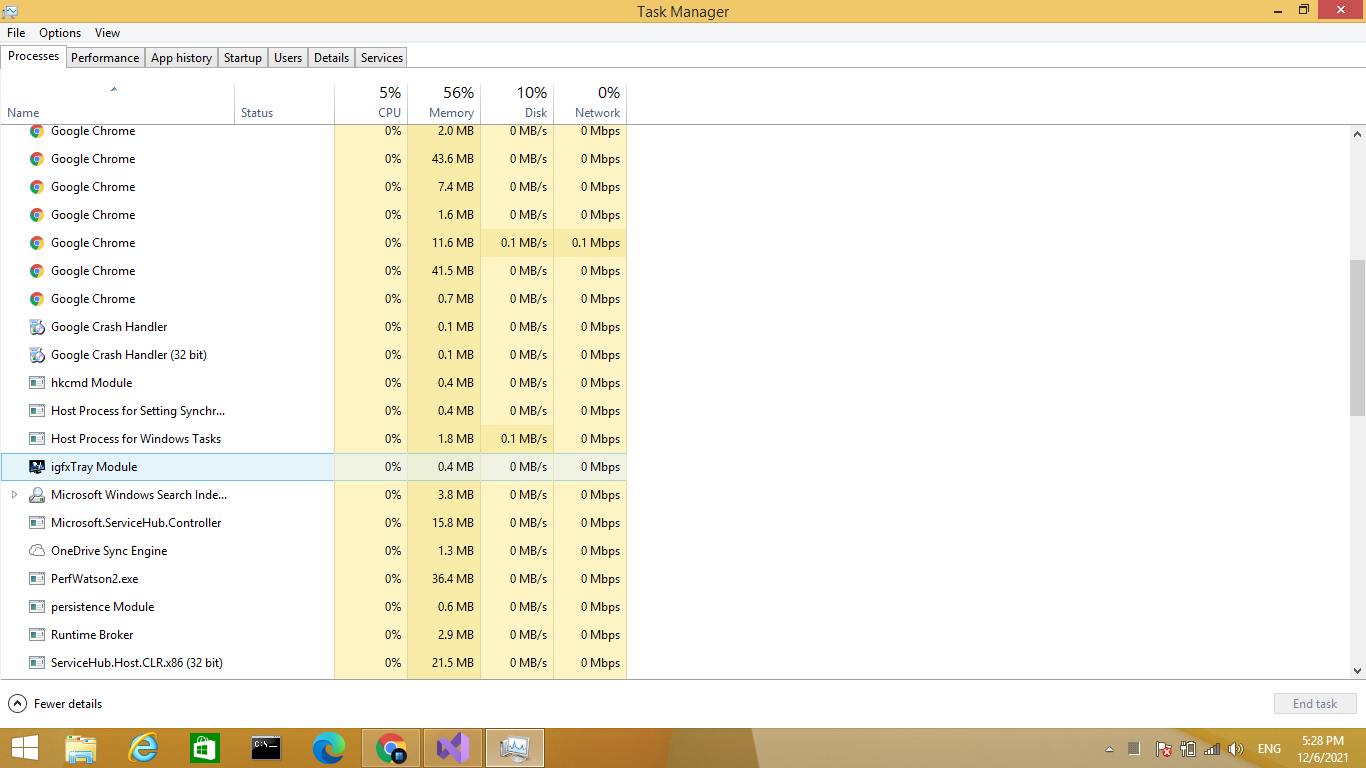 Task Manager
File Options View
Processes Performance App history Startup Users Details Services
5% 56% 10% 0%
Name Status CPU Memory Disk Network
Google Chrome 0% 2.0 MB 0 MB/s 0 Mbps
Google Chrome 0% 43.6 MB 0 MB/s 0 Mbps
Google Chrome 0% 7.4 MB 0 MB/s 0 Mbps
Google Chrome 0% 1.6 MB 0 MB/s 0 Mbps
Google Chrome 0% 11.6 MB 0.1 MB/s 0.1 Mbps
Google Chrome 0% 41.5 MB 0 MB/s 0 Mbps
Google Chrome 0% 0.7 MB 0 MB/s 0 Mbps
Google Crash Handler 0% 0.1 MB 0 MB/s 0 Mbps
Google Crash Handler (32 bit) 0% 0.1 MB 0 MB/s 0 Mbps
hkcmd Module 0% 0.4 MB 0 MB/s 0 Mbps
Host Process for Setting Synchr... 0% 0.4 MB 0 MB/s 0 Mbps
Host Process for Windows Tasks 0% 1.8 MB 0.1 MB/s 0 Mbps
igfxTray Module 0% 0.4 MB 0 MB/s 0 Mbps
Microsoft Windows Search Inde... 0% 3.8 MB 0 MB/s 0 Mbps
Microsoft.ServiceHub.Controller 0% 15.8 MB 0 MB/s 0 Mbps
OneDrive Sync Engine 0% 1.3 MB 0 MB/s 0 Mbps
PerfWatson2.exe 0% 36.4 MB 0 MB/s 0 Mbps
persistence Module 0% 0.6 MB 0 MB/s 0 Mbps
Runtime Broker 0% 2.9 MB 0 MB/s 0 Mbps
ServiceHub.Host.CLR.x86 (32 bit) 0% 21.5 MB 0 MB/s 0 Mbps
Fewer details End task
C:\_
ENG 5:28 PM
12/6/2021